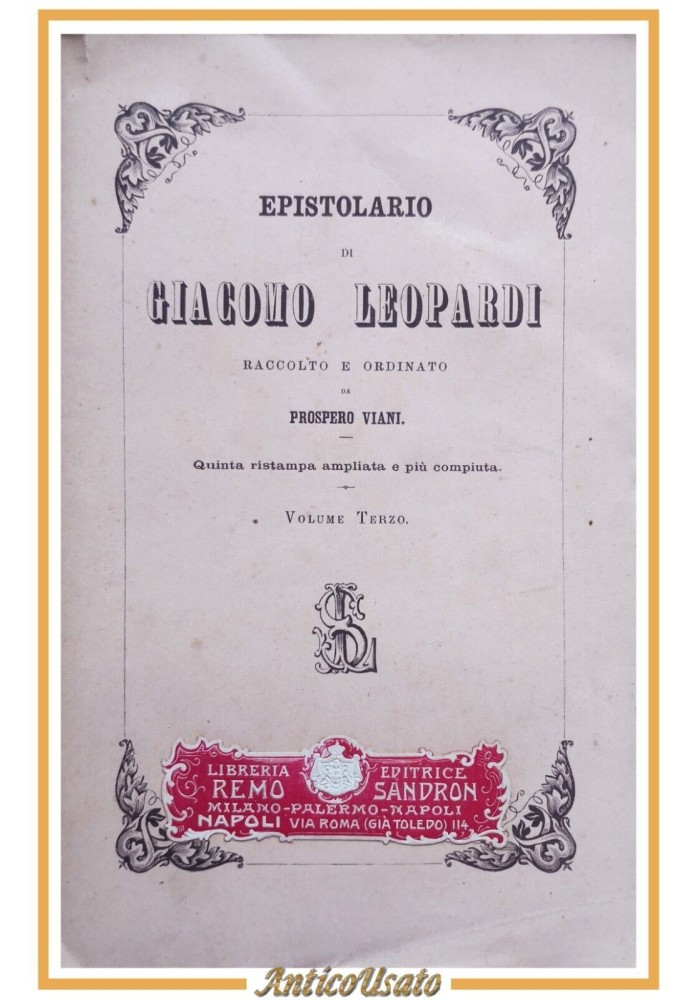 EPISTOLARIO
DI
GIACOMO LEOPARDI
RACCOLTO E ORDINATO
DA
PROSPERO VIANI.
Quinta ristampa ampliata e più compiuta.
VOLUME TERZO.
LIBRERIA EDITRICE
REMO SANDRON
MILANO-PALERMO-NAPOLI
NAPOLI VIA ROMA (GIÀ TOLEDO) 114
AnticoUsato